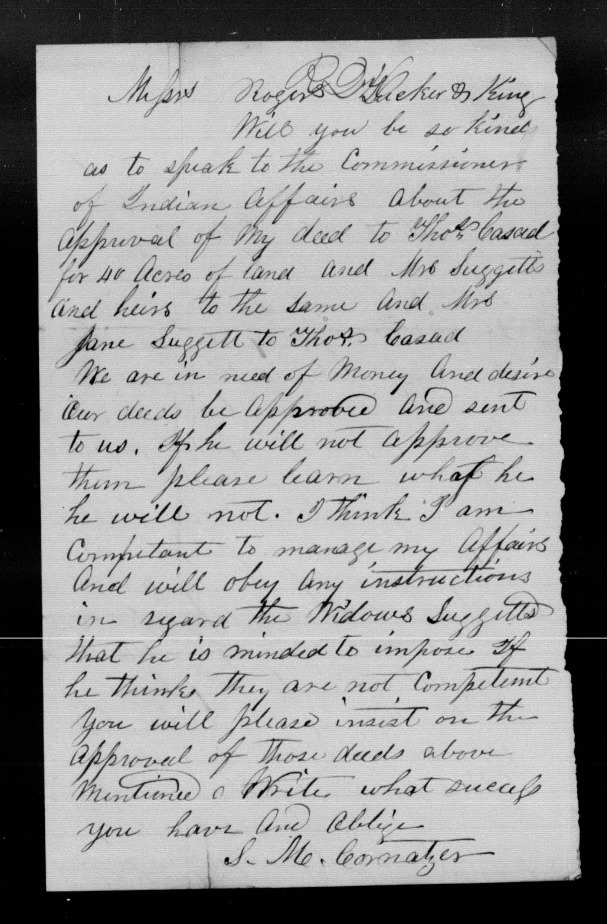 Messrs Rogers Dr Tucker & King
Will you be so kind
as to speak to the Commissioner
of Indian Affairs about the
approval of my deed to Thos. Casad
for 40 Acres of land and Mrs Suggetts
and heirs to the same and Mrs
Jane Suggett to Thos. Casad
We are in need of Money and desire
our deeds be approved and sent
to us. If he will not approve
them please learn what he
he will not. I think I am
Competant to manage my affairs
And will obey any instructions
in regard the Widows Suggetts
that he is minded to impose If
he thinks they are not Competent
You will please insist on the
approval of those deeds above
Mentioned Write what success
you have and oblige
S. M. Cornatzer